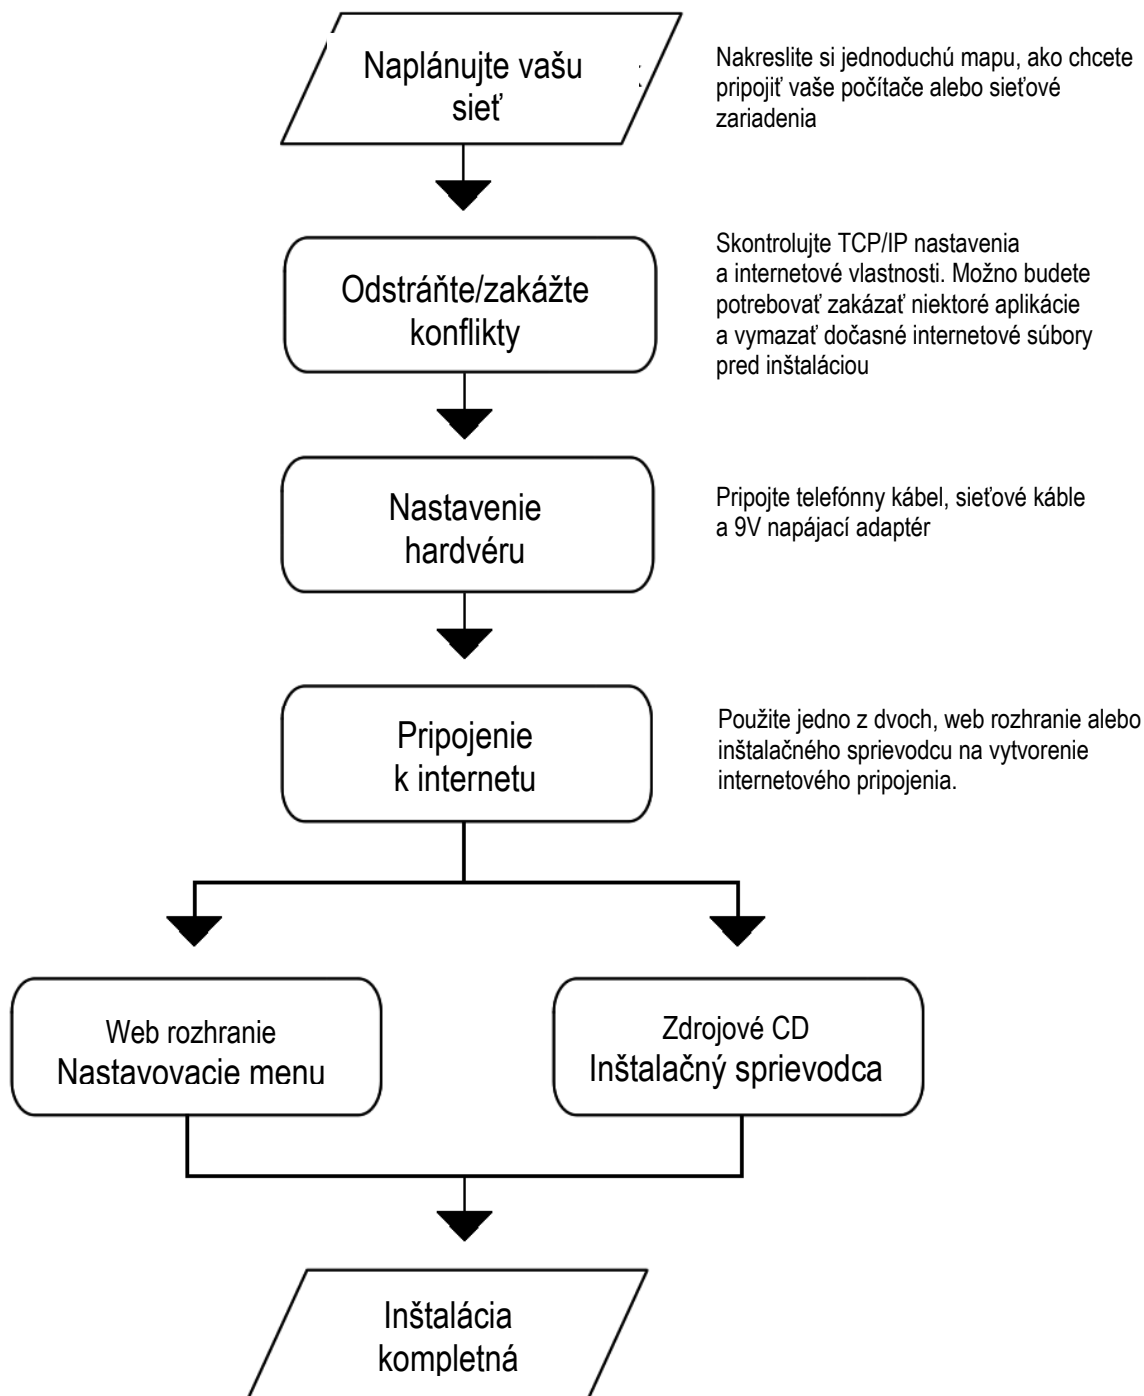 Naplánujte vašu
sieť
Nakreslite si jednoduchú mapu, ako chcete
pripojiť vaše počítače alebo sieťové
zariadenia
Odstráňte/zakážte
konflikty
Skontrolujte TCP/IP nastavenia
a internetové vlastnosti. Možno budete
potrebovať zakázať niektoré aplikácie
a vymazať dočasné internetové súbory
pred inštaláciou
Nastavenie
hardvéru
Pripojte telefónny kábel, sieťové káble
a 9V napájací adaptér
Pripojenie
k internetu
Použite jedno z dvoch, web rozhranie alebo
inštalačného sprievodcu na vytvorenie
internetového pripojenia.
Web rozhranie
Nastavovacie menu
Zdrojové CD
Inštalačný sprievodca
Inštalácia
kompletná